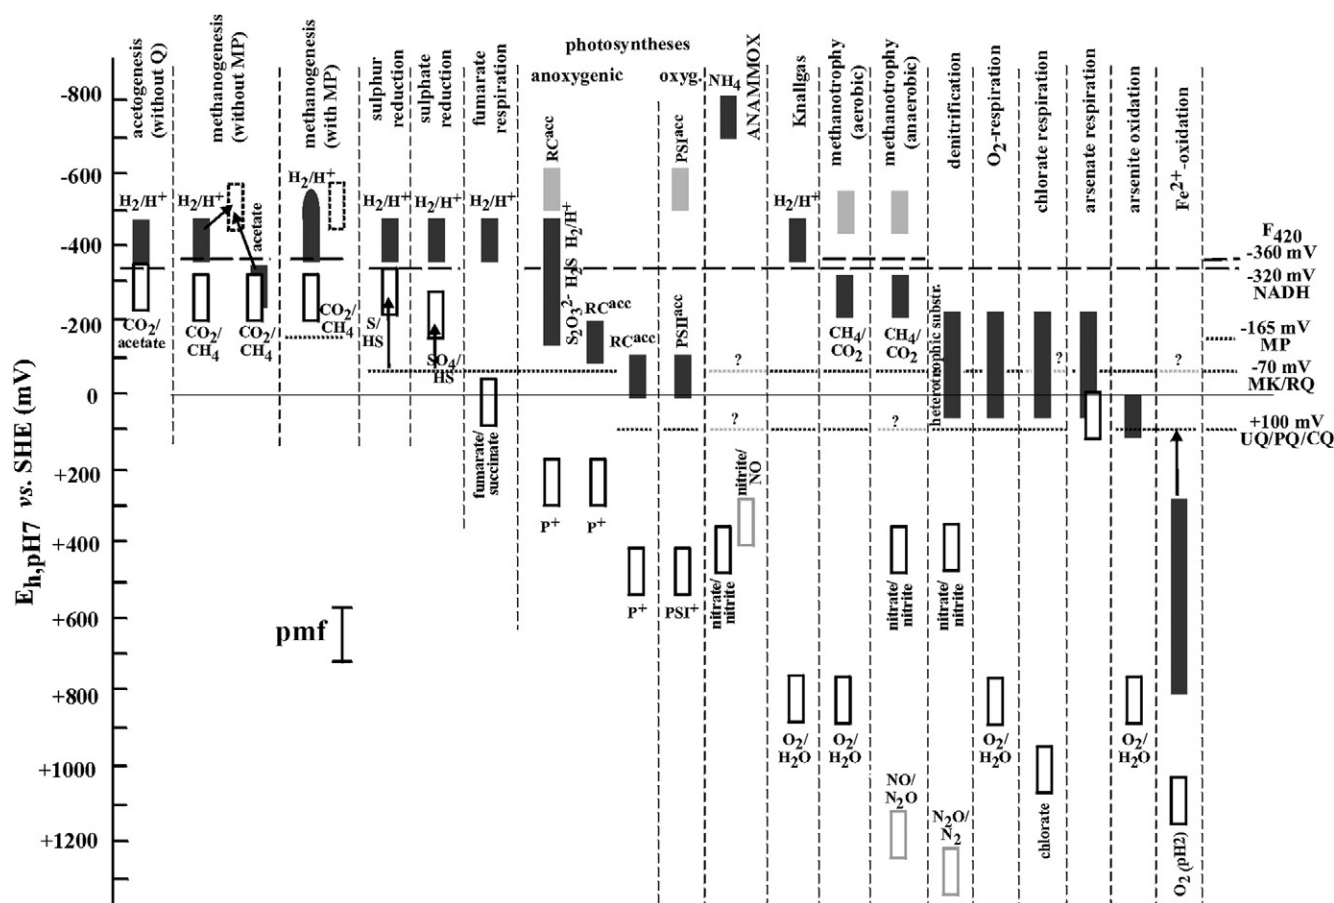 acetogenesis
(without Q)
methanogenesis
(without MP)
methanogenesis
(with MP)
sulphur
reduction
sulphate
reduction
fumarate
respiration
photosyntheses
anoxygenic
oxyg.
ANAMMOX
Knallgas
methanotrophy
(aerobic)
methanotrophy
(anaerobic)
denitrification
O2-respiration
chlorate respiration
arsenate respiration
arsenite oxidation
Fe2+-oxidation
Eh,pH7 vs. SHE (mV)
-800
-600
-400
-200
0
+200
+400
+600
+800
+1000
+1200
H2/H+
CO2/
acetate
H2/H+
acetate
CO2/
CH4
CO2/
CH4
H2/H+
CO2/
CH4
H2/H+
S/
HS
H2/H+
SO4/
HS
H2/H+
fumarate/
succinate
RCacc
S2O32- H2S H2/H+
RCacc
RCacc
P+
P+
P+
PSIacc
PSIIacc
PSI+
NH4
?
?
nitrite/
NO
nitrate/
nitrite
H2/H+
O2/
H2O
CH4/
CO2
O2/
H2O
CH4/
CO2
?
nitrate/
nitrite
NO/
N2O
heterotrophic substr.
nitrate/
nitrite
N2O/
N2
O2/
H2O
?
chlorate
O2/
H2O
?
O2 (pH2)
F420
-360 mV
-320 mV
NADH
-165 mV
MP
-70 mV
MK/RQ
+100 mV
UQ/PQ/CQ
pmf